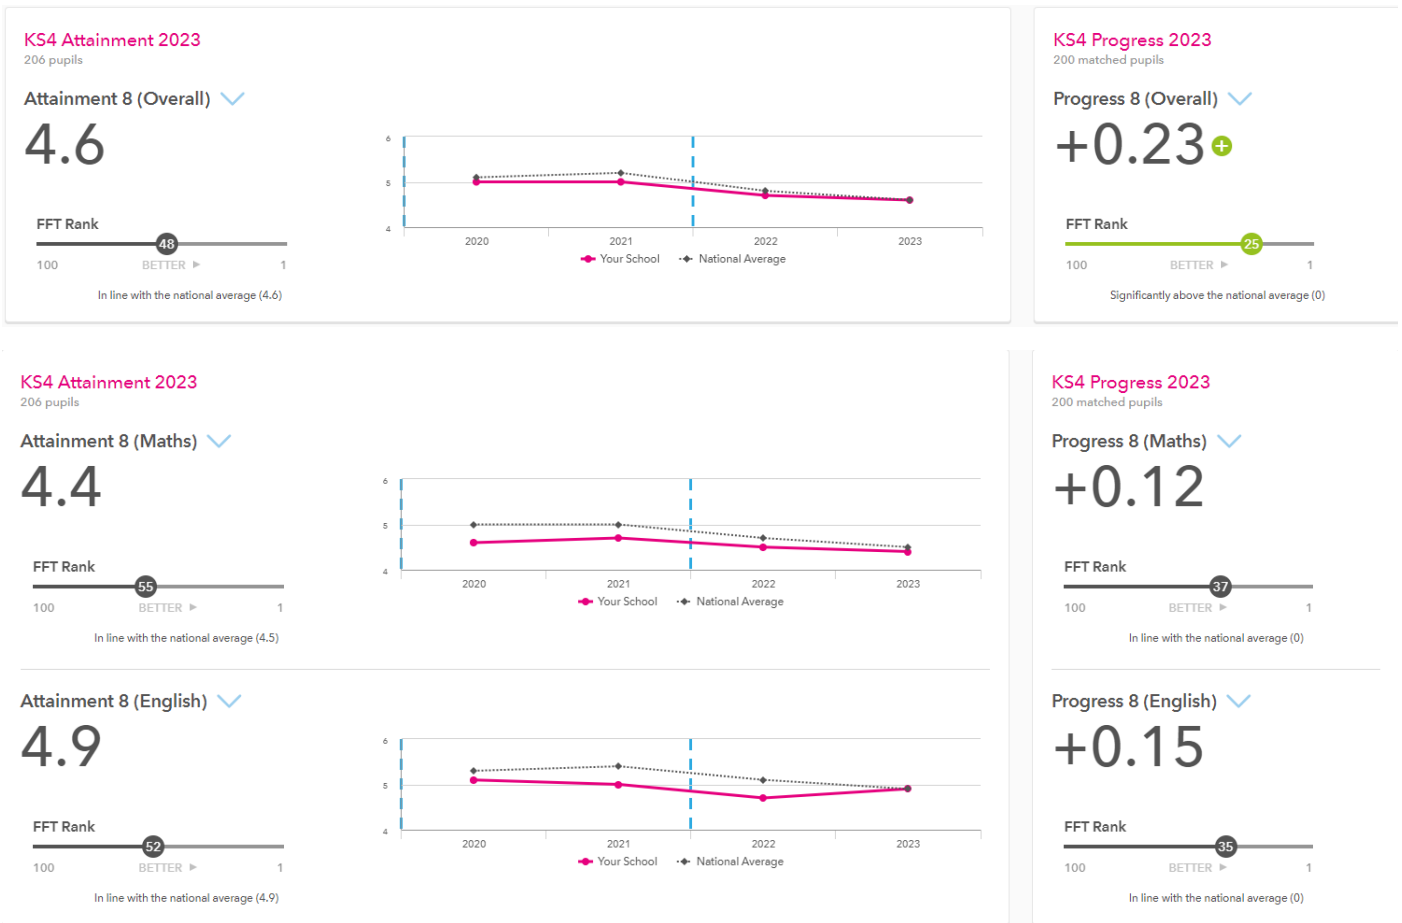 KS4 Attainment 2023
206 pupils
Attainment 8 (Overall)
4.6
FFT Rank
48
100 BETTER 1
In line with the national average (4.6)
6
5
4
2020 2021 2022 2023
Your School National Average
KS4 Progress 2023
200 matched pupils
Progress 8 (Overall)
+0.23 +
FFT Rank
25
100 BETTER 1
Significantly above the national average (0)
KS4 Attainment 2023
206 pupils
Attainment 8 (Maths)
4.4
FFT Rank
55
100 BETTER 1
In line with the national average (4.5)
6
5
4
2020 2021 2022 2023
Your School National Average
KS4 Progress 2023
200 matched pupils
Progress 8 (Maths)
+0.12
FFT Rank
37
100 BETTER 1
In line with the national average (0)
Attainment 8 (English)
4.9
FFT Rank
52
100 BETTER 1
In line with the national average (4.9)
6
5
4
2020 2021 2022 2023
Your School National Average
Progress 8 (English)
+0.15
FFT Rank
35
100 BETTER 1
In line with the national average (0)